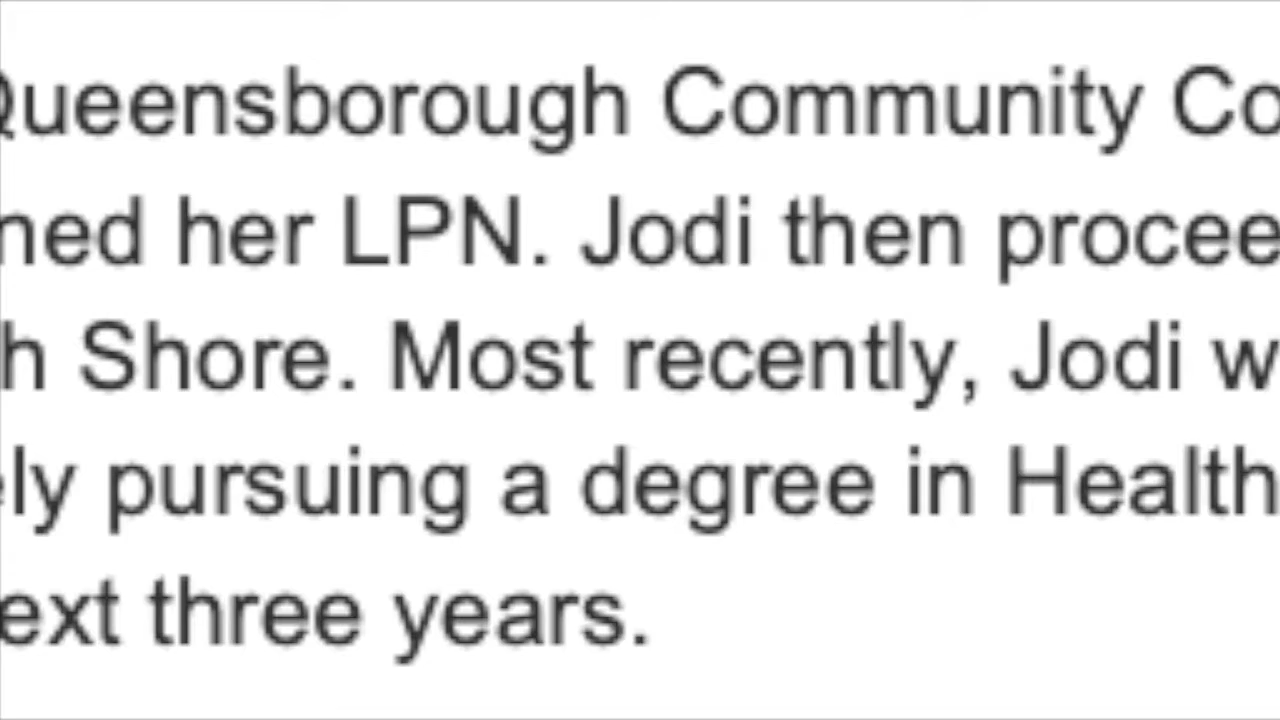 Queensborough Community Co
ned her LPN. Jodi then procee
h Shore. Most recently, Jodi w
ely pursuing a degree in Health
ext three years.